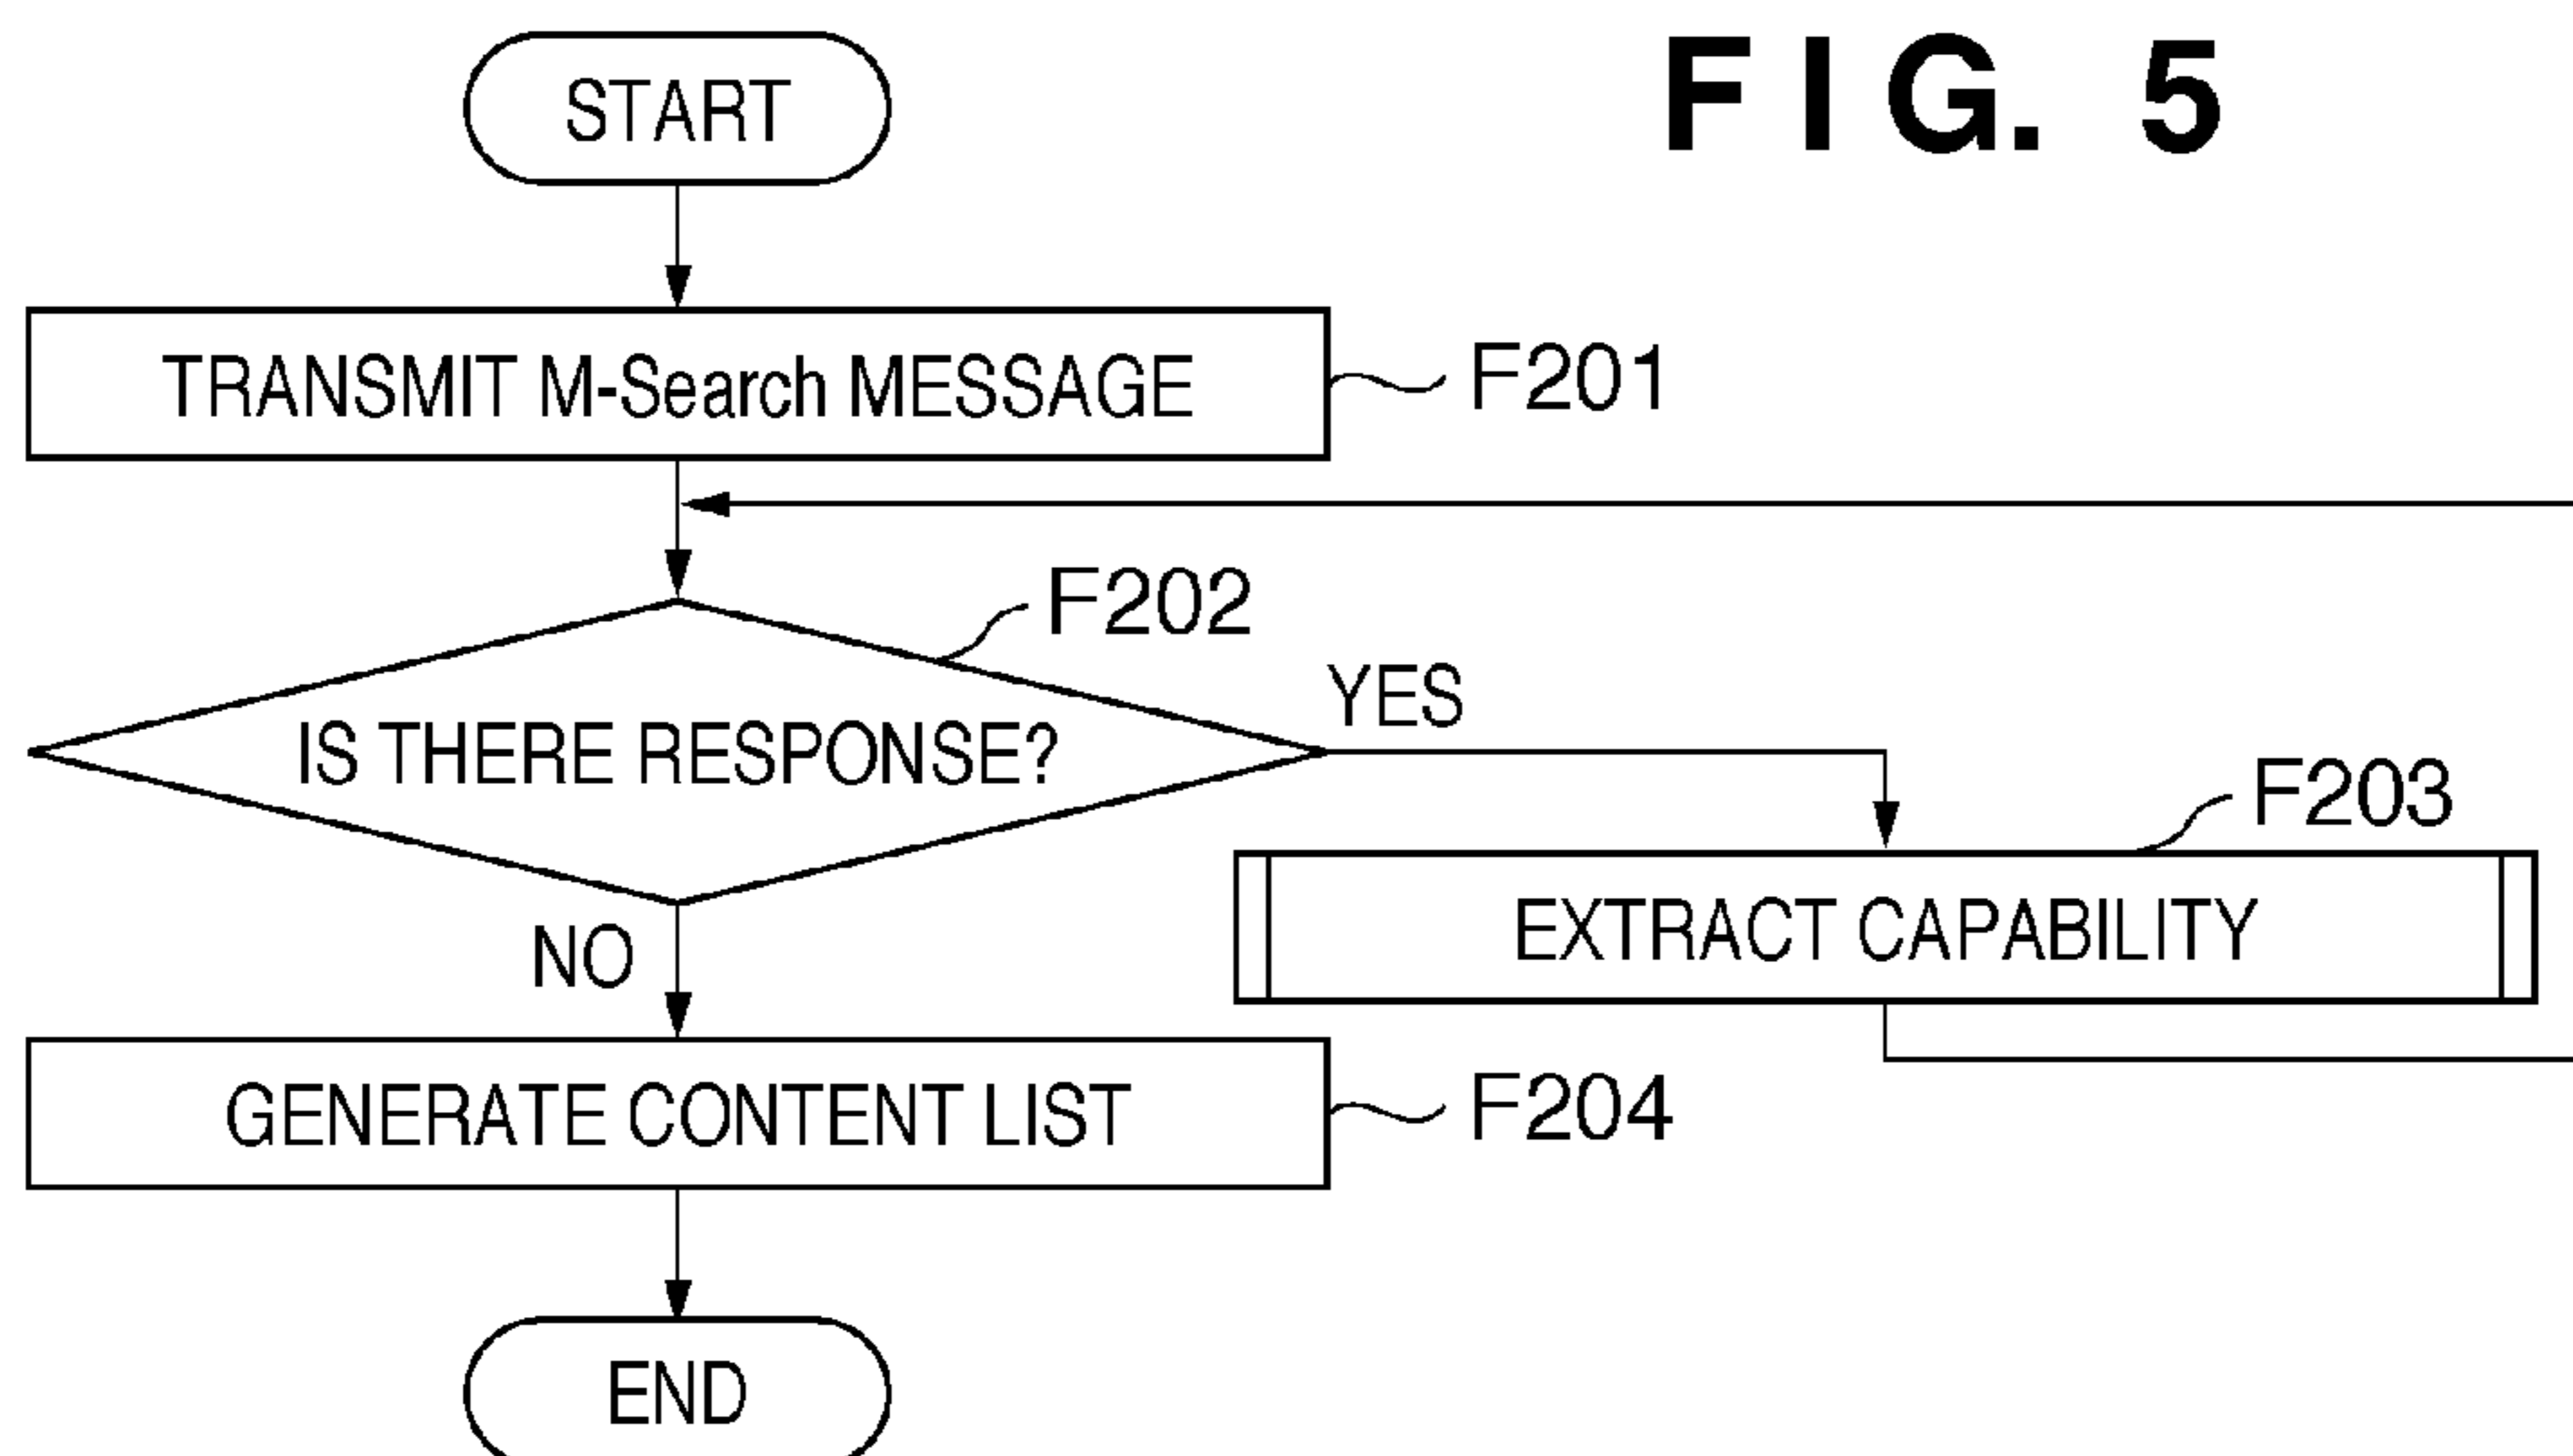 FIG. 5
START
TRANSMIT M-Search MESSAGE
F201
F202
IS THERE RESPONSE?
YES
F203
EXTRACT CAPABILITY
NO
GENERATE CONTENT LIST
F204
END